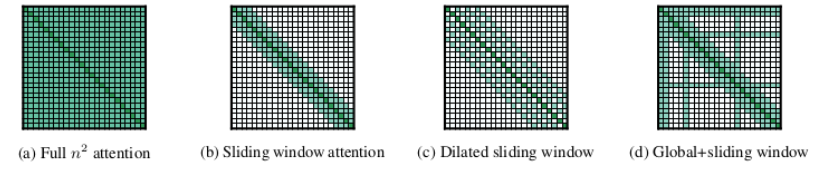 (a) Full n² attention
(b) Sliding window attention
(c) Dilated sliding window
(d) Global+sliding window